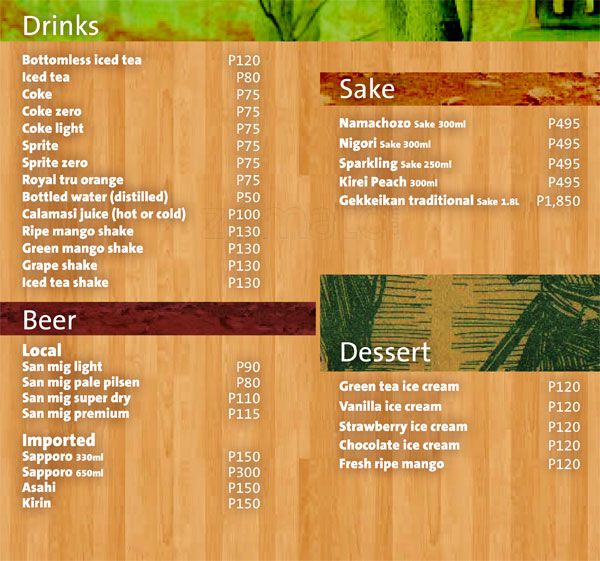 Drinks
Bottomless iced tea P120
Iced tea P80
Coke P75
Coke zero P75
Coke light P75
Sprite P75
Sprite zero P75
Royal tru orange P75
Bottled water (distilled) P50
Calamasi juice (hot or cold) P100
Ripe mango shake P130
Green mango shake P130
Grape shake P130
Iced tea shake P130
Beer
Local
San mig light P90
San mig pale pilsen P80
San mig super dry P110
San mig premium P115
Imported
Sapporo 330ml P150
Sapporo 650ml P300
Asahi P150
Kirin P150
Sake
Namachozo Sake 300ml P495
Nigori Sake 300ml P495
Sparkling Sake 250ml P495
Kirei Peach 300ml P495
Gekkeikan traditional Sake 1.8L P1,850
Dessert
Green tea ice cream P120
Vanilla ice cream P120
Strawberry ice cream P120
Chocolate ice cream P120
Fresh ripe mango P120